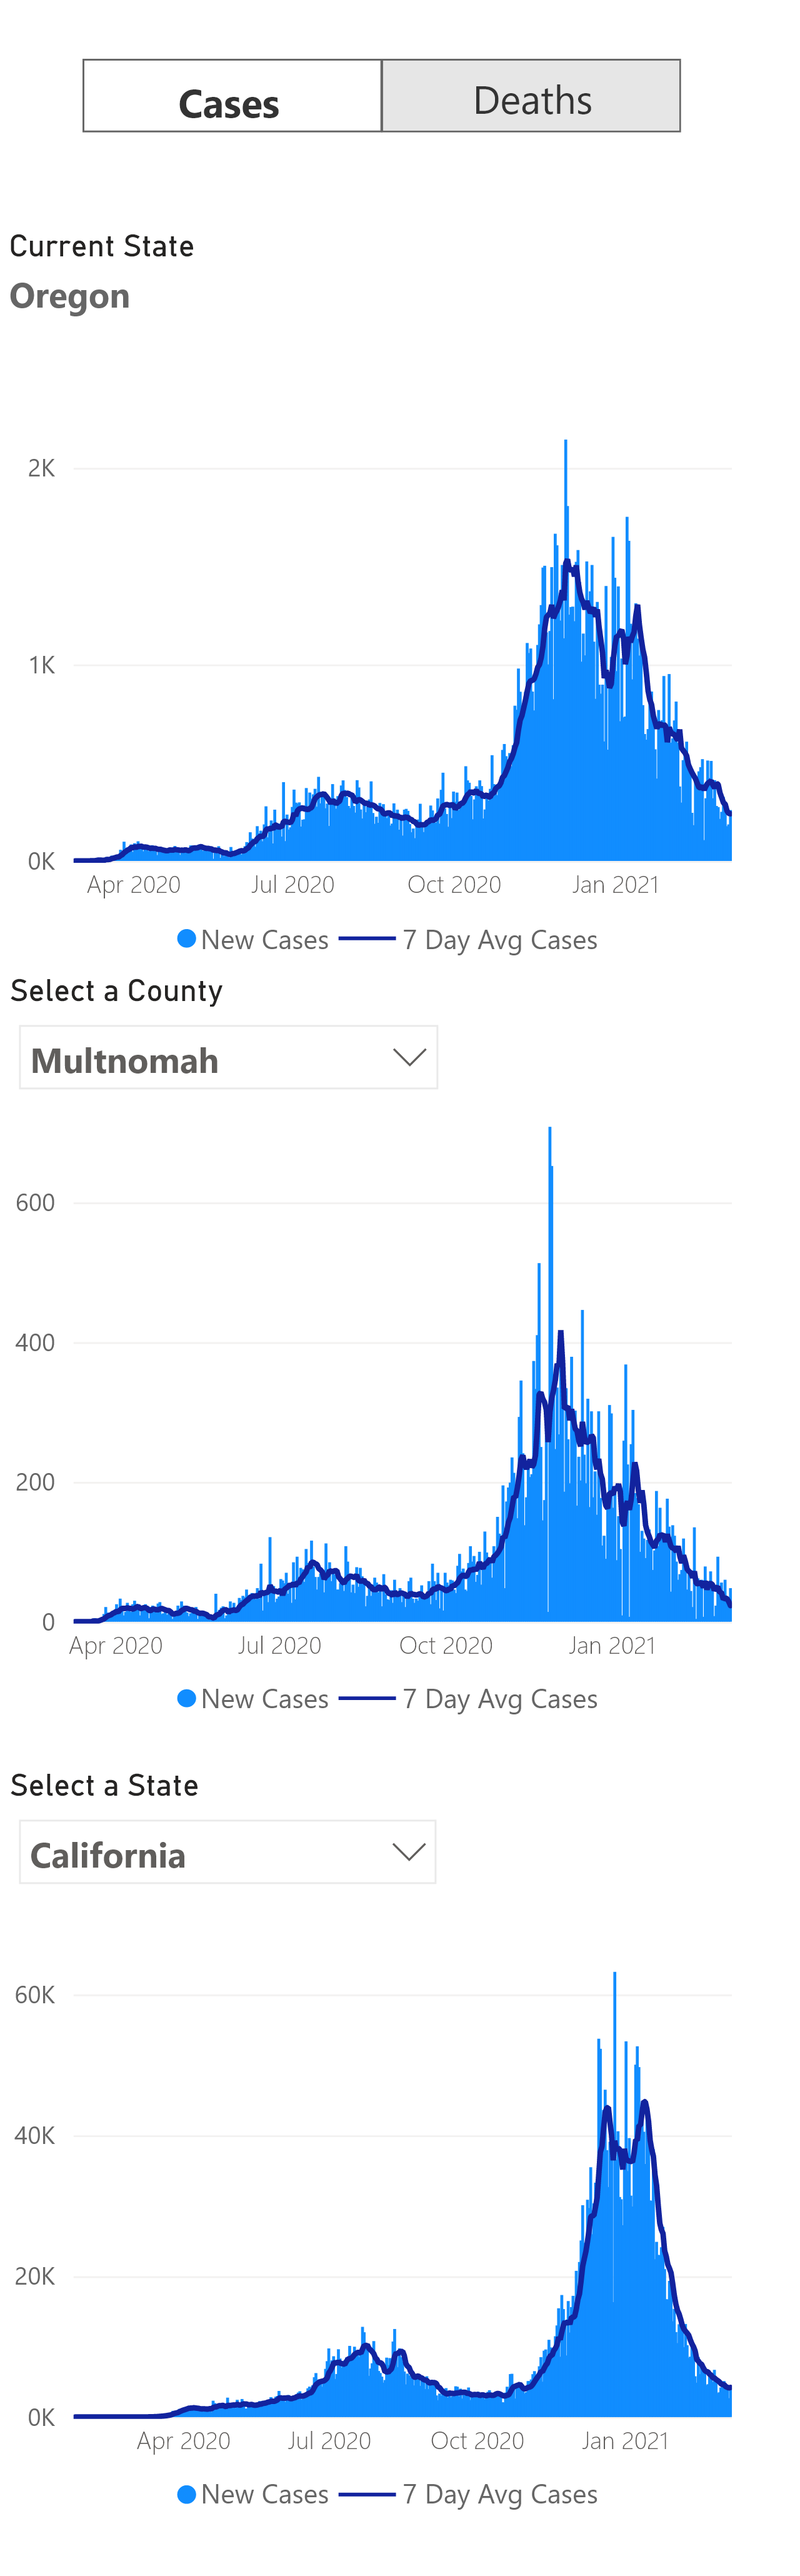 Cases Deaths
Current State
Oregon
2K
1K
0K
Apr 2020 Jul 2020 Oct 2020 Jan 2021
New Cases 7 Day Avg Cases
Select a County
Multnomah
600
400
200
0
Apr 2020 Jul 2020 Oct 2020 Jan 2021
New Cases 7 Day Avg Cases
Select a State
California
60K
40K
20K
0K
Apr 2020 Jul 2020 Oct 2020 Jan 2021
New Cases 7 Day Avg Cases